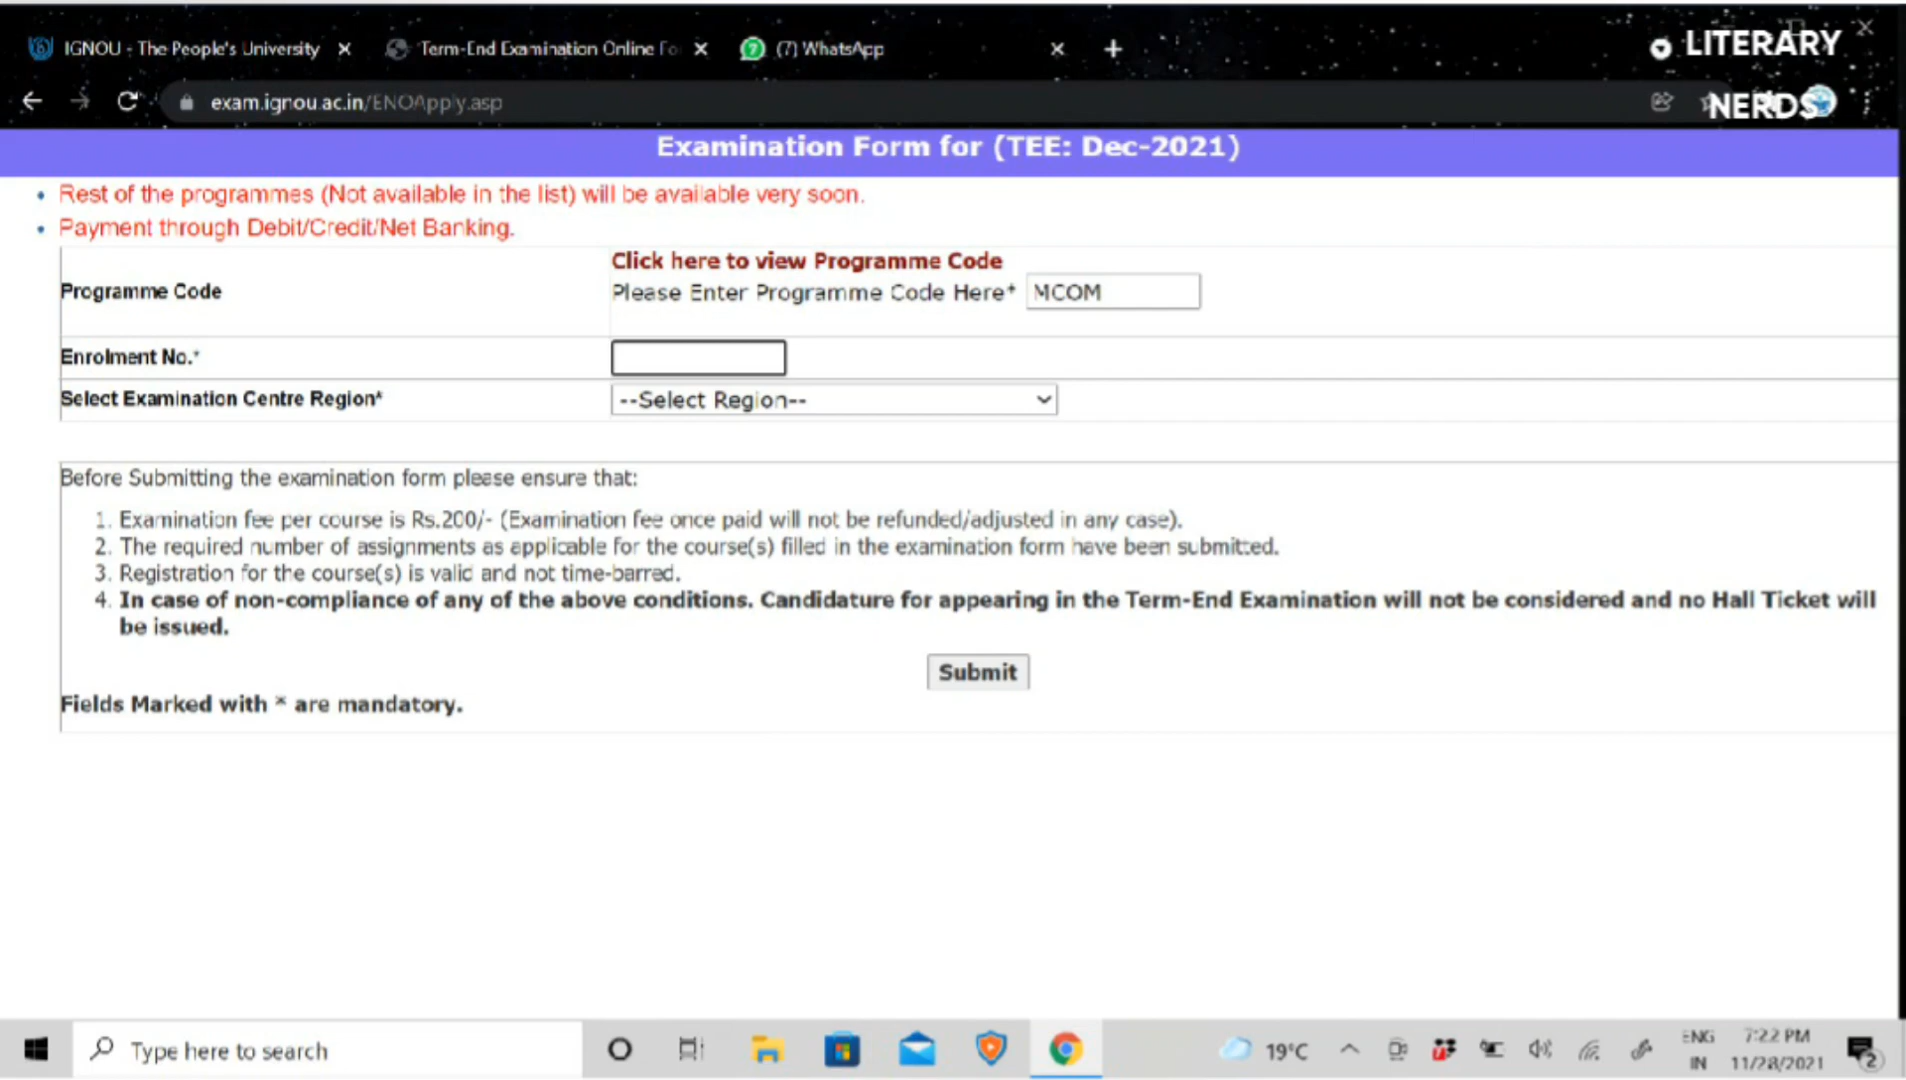 IGNOU - The People's University
Term-End Examination Online Fo
(7) WhatsApp
LITERARY
exam.ignou.ac.in/ENOApply.asp
NERDS
Examination Form for (TEE: Dec-2021)
Rest of the programmes (Not available in the list) will be available very soon.
Payment through Debit/Credit/Net Banking.
Click here to view Programme Code
Programme Code
Please Enter Programme Code Here* MCOM
Enrolment No.*
Select Examination Centre Region* --Select Region--
Before Submitting the examination form please ensure that:
1. Examination fee per course is Rs.200/- (Examination fee once paid will not be refunded/adjusted in any case).
2. The required number of assignments as applicable for the course(s) filled in the examination form have been submitted.
3. Registration for the course(s) is valid and not time-barred.
4. In case of non-compliance of any of the above conditions. Candidature for appearing in the Term-End Examination will not be considered and no Hall Ticket will
be issued.
Submit
Fields Marked with * are mandatory.
Type here to search
19°C
ENG
IN
7:22 PM
11/28/2021
2